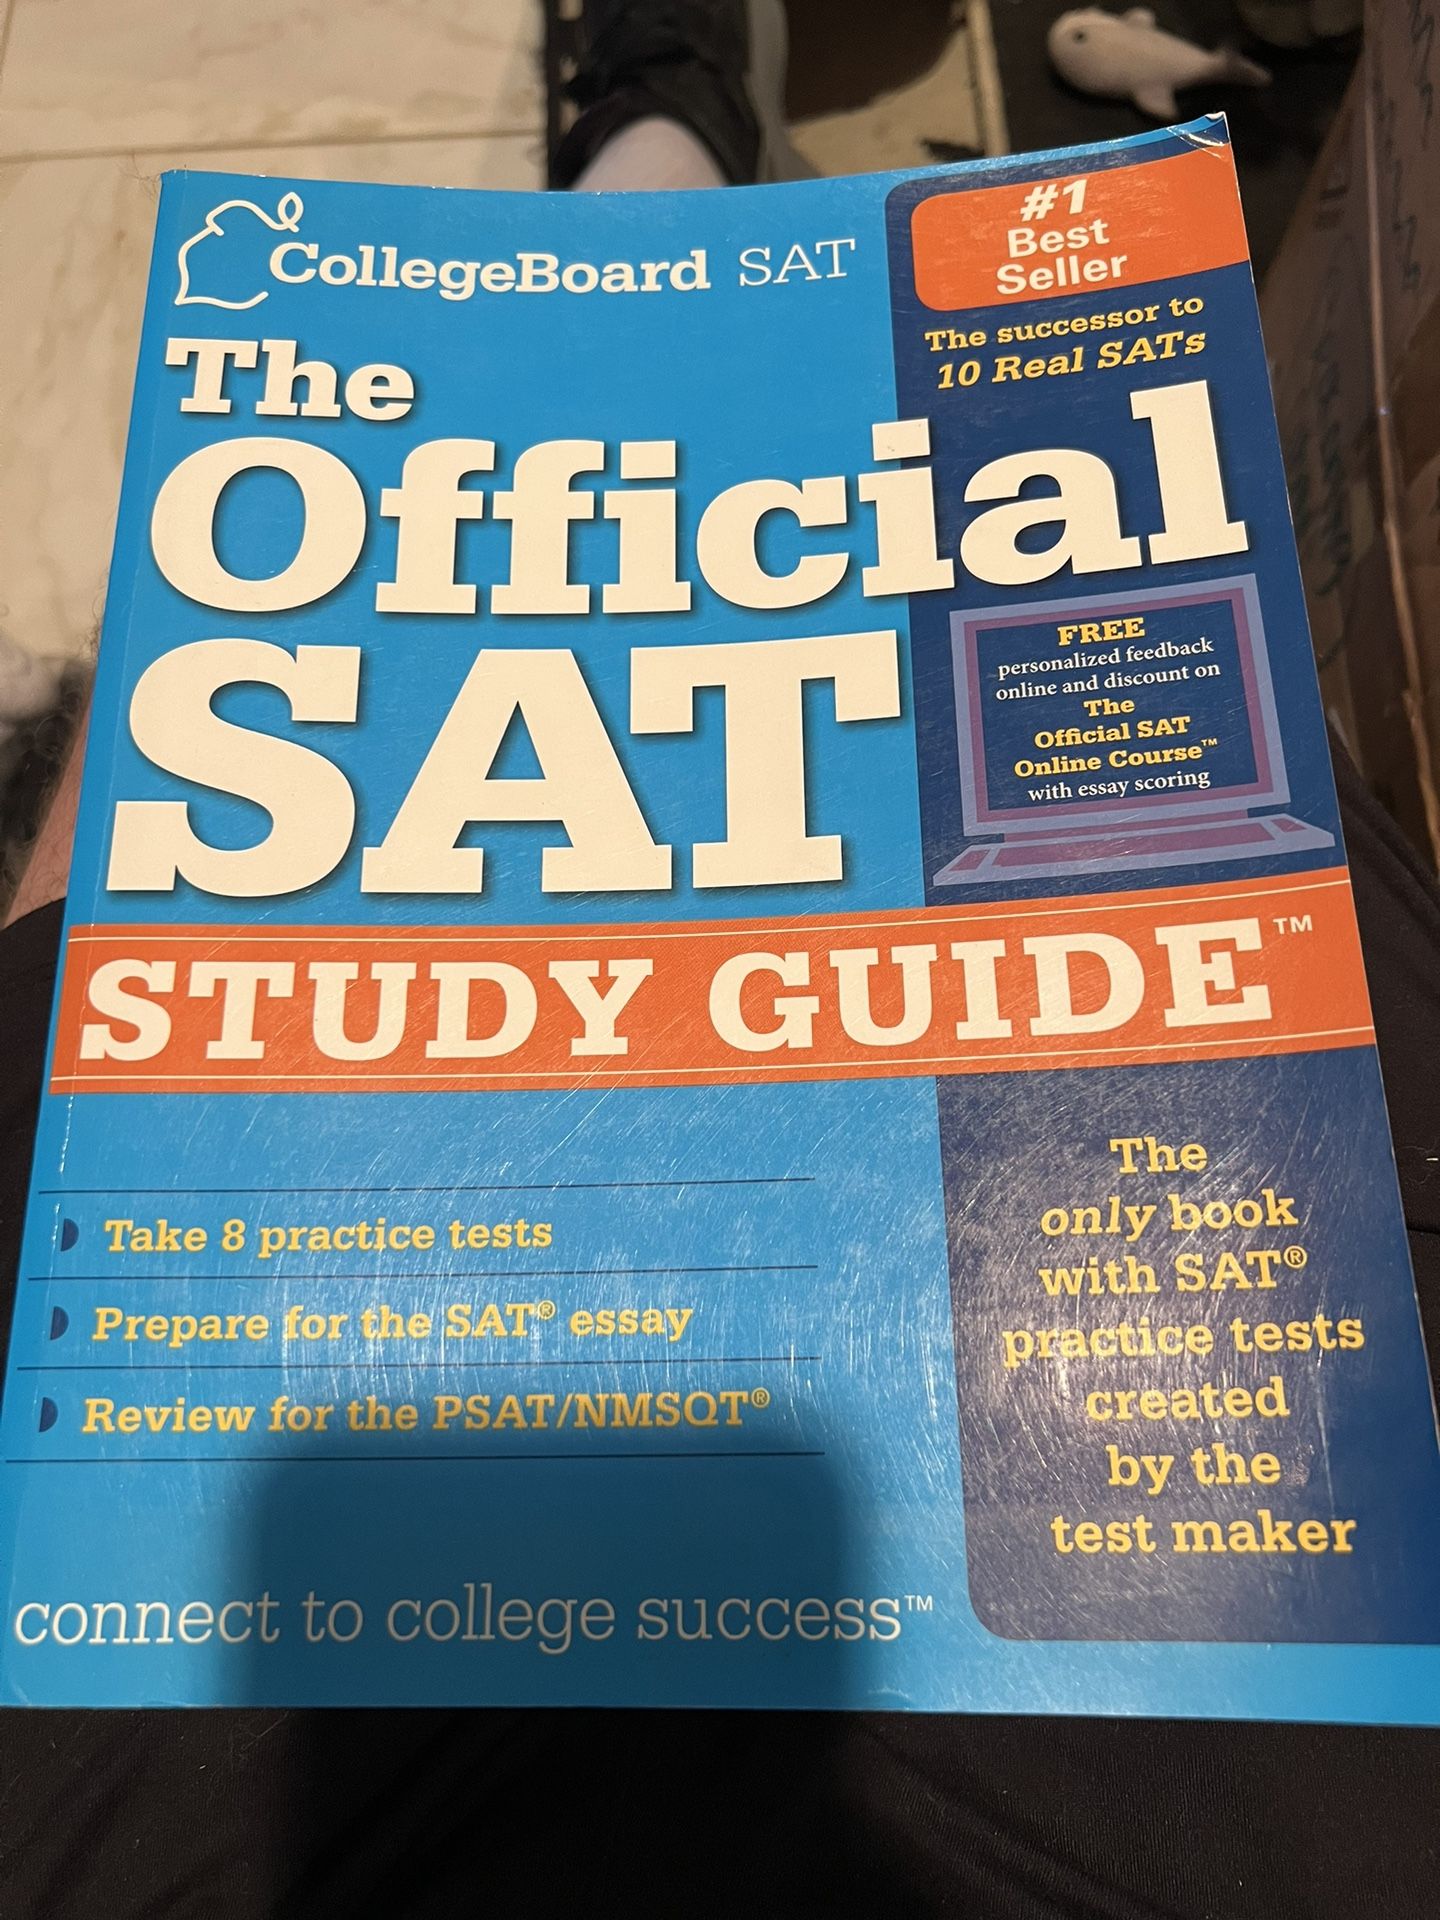 CollegeBoard SAT
#1
Best
Seller
The successor to
10 Real SATs
The
Official
SAT
STUDY GUIDE™
FREE
personalized feedback
online and discount on
The
Official SAT
Online Course™
with essay scoring
Take 8 practice tests
Prepare for the SAT® essay
Review for the PSAT/NMSQT®
The
only book
with SAT®
practice tests
created
by the
test maker
connect to college success™